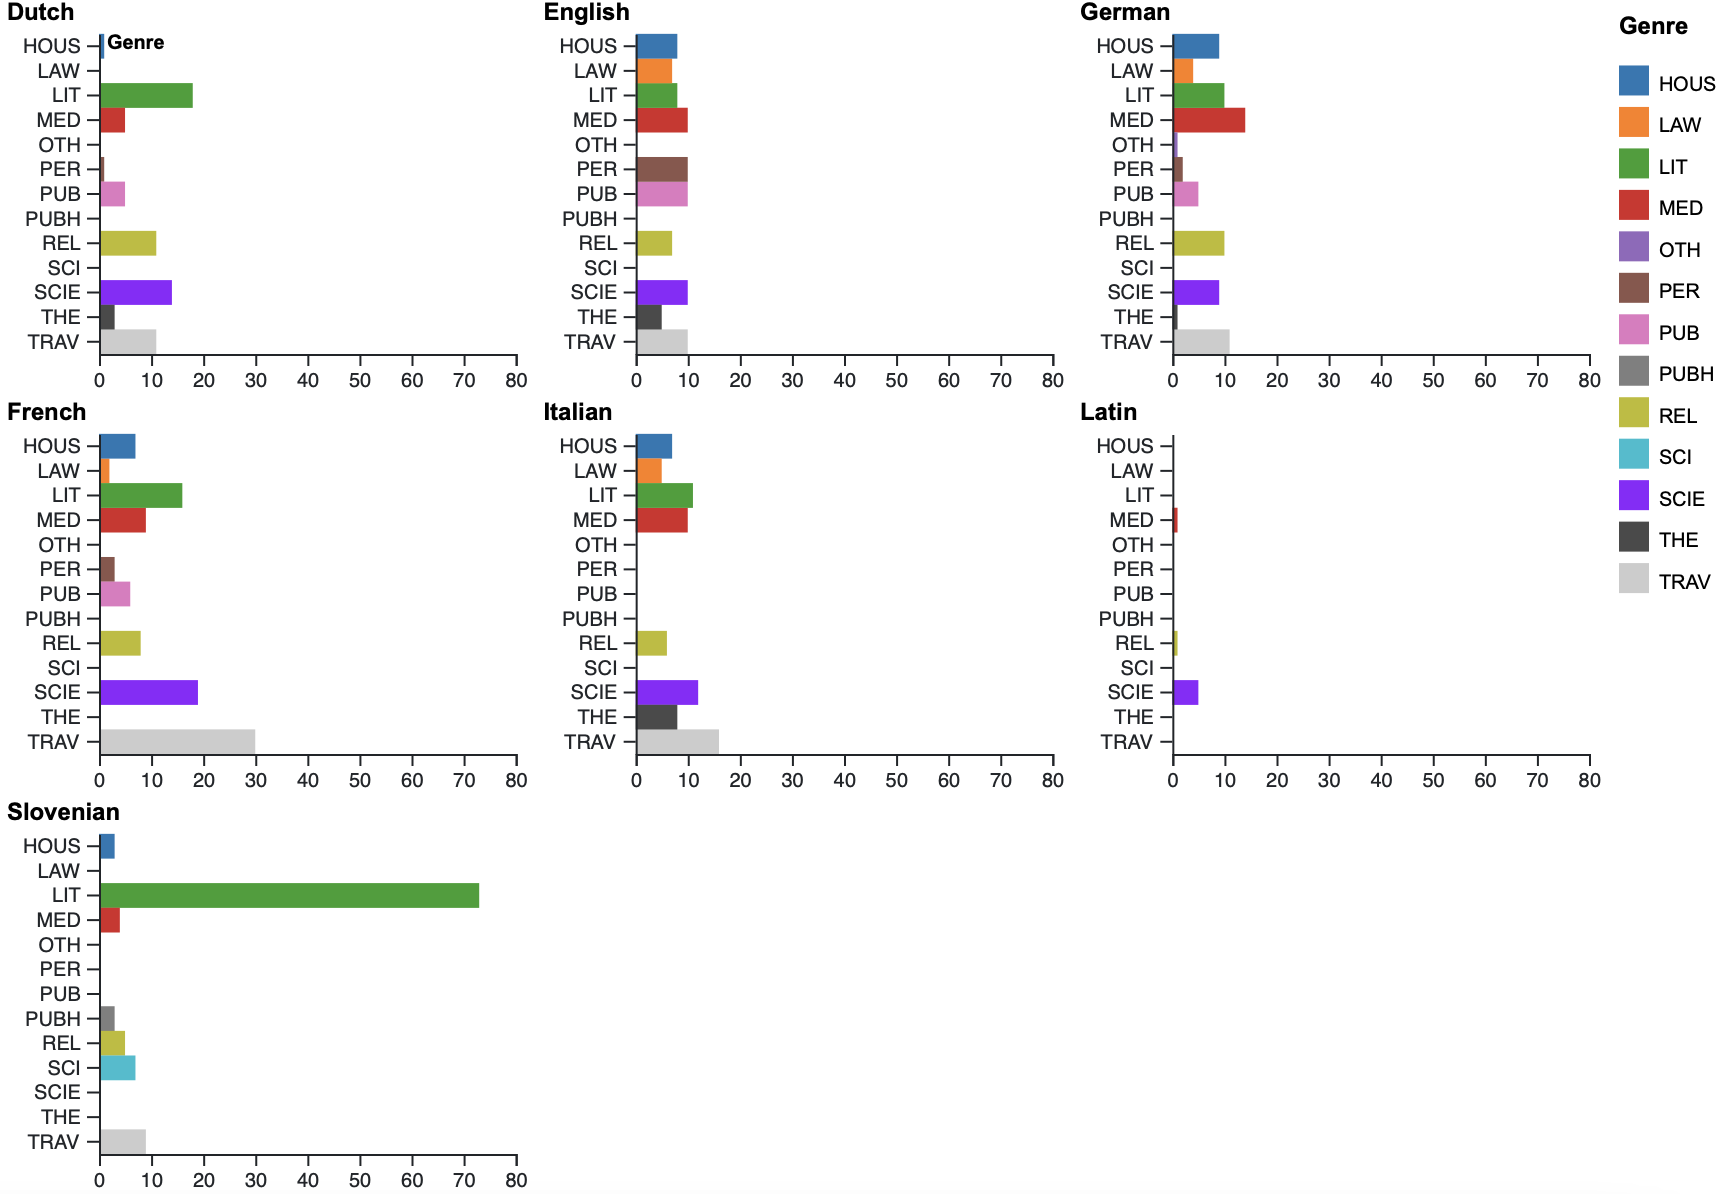 Dutch
HOUS
Genre
LAW
LIT
MED
OTH
PER
PUB
PUBH
REL
SCI
SCIE
THE
TRAV
0 10 20 30 40 50 60 70 80
English
HOUS
LAW
LIT
MED
OTH
PER
PUB
PUBH
REL
SCI
SCIE
THE
TRAV
0 10 20 30 40 50 60 70 80
German
HOUS
LAW
LIT
MED
OTH
PER
PUB
PUBH
REL
SCI
SCIE
THE
TRAV
0 10 20 30 40 50 60 70 80
Genre
HOUS
LAW
LIT
MED
OTH
PER
PUB
PUBH
REL
SCI
SCIE
THE
TRAV
French
HOUS
LAW
LIT
MED
OTH
PER
PUB
PUBH
REL
SCI
SCIE
THE
TRAV
0 10 20 30 40 50 60 70 80
Italian
HOUS
LAW
LIT
MED
OTH
PER
PUB
PUBH
REL
SCI
SCIE
THE
TRAV
0 10 20 30 40 50 60 70 80
Latin
HOUS
LAW
LIT
MED
OTH
PER
PUB
PUBH
REL
SCI
SCIE
THE
TRAV
0 10 20 30 40 50 60 70 80
Slovenian
HOUS
LAW
LIT
MED
OTH
PER
PUB
PUBH
REL
SCI
SCIE
THE
TRAV
0 10 20 30 40 50 60 70 80